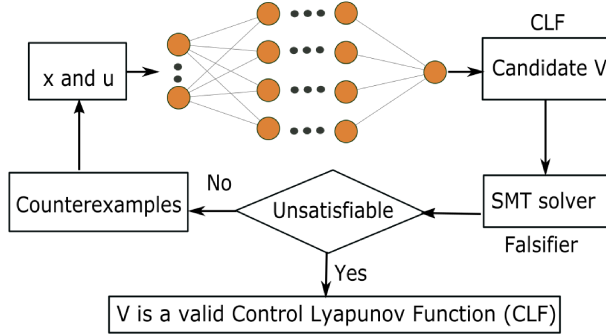 CLF
x and u
Candidate V
No
Counterexamples
Unsatisfiable
SMT solver
Falsifier
Yes
V is a valid Control Lyapunov Function (CLF)